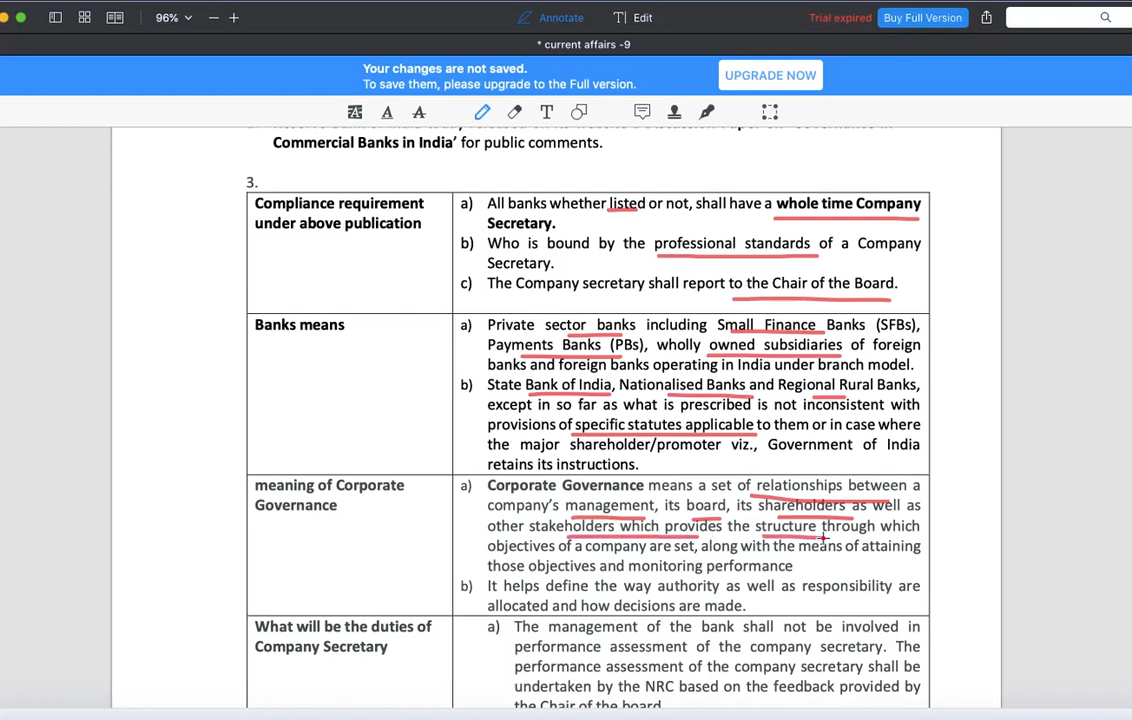 96%
Annotate
Edit
Trial expired
Buy Full Version
* current affairs -9
Your changes are not saved.
To save them, please upgrade to the Full version.
UPGRADE NOW
Commercial Banks in India’ for public comments.
3.
Compliance requirement
under above publication
a) All banks whether listed or not, shall have a whole time Company
Secretary.
b) Who is bound by the professional standards of a Company
Secretary.
c) The Company secretary shall report to the Chair of the Board.
Banks means
a) Private sector banks including Small Finance Banks (SFBs),
Payments Banks (PBs), wholly owned subsidiaries of foreign
banks and foreign banks operating in India under branch model.
b) State Bank of India, Nationalised Banks and Regional Rural Banks,
except in so far as what is prescribed is not inconsistent with
provisions of specific statutes applicable to them or in case where
the major shareholder/promoter viz., Government of India
retains its instructions.
meaning of Corporate
Governance
a) Corporate Governance means a set of relationships between a
company’s management, its board, its shareholders as well as
other stakeholders which provides the structure through which
objectives of a company are set, along with the means of attaining
those objectives and monitoring performance
b) It helps define the way authority as well as responsibility are
allocated and how decisions are made.
What will be the duties of
Company Secretary
a) The management of the bank shall not be involved in
performance assessment of the company secretary. The
performance assessment of the company secretary shall be
undertaken by the NRC based on the feedback provided by
the Chair of the board